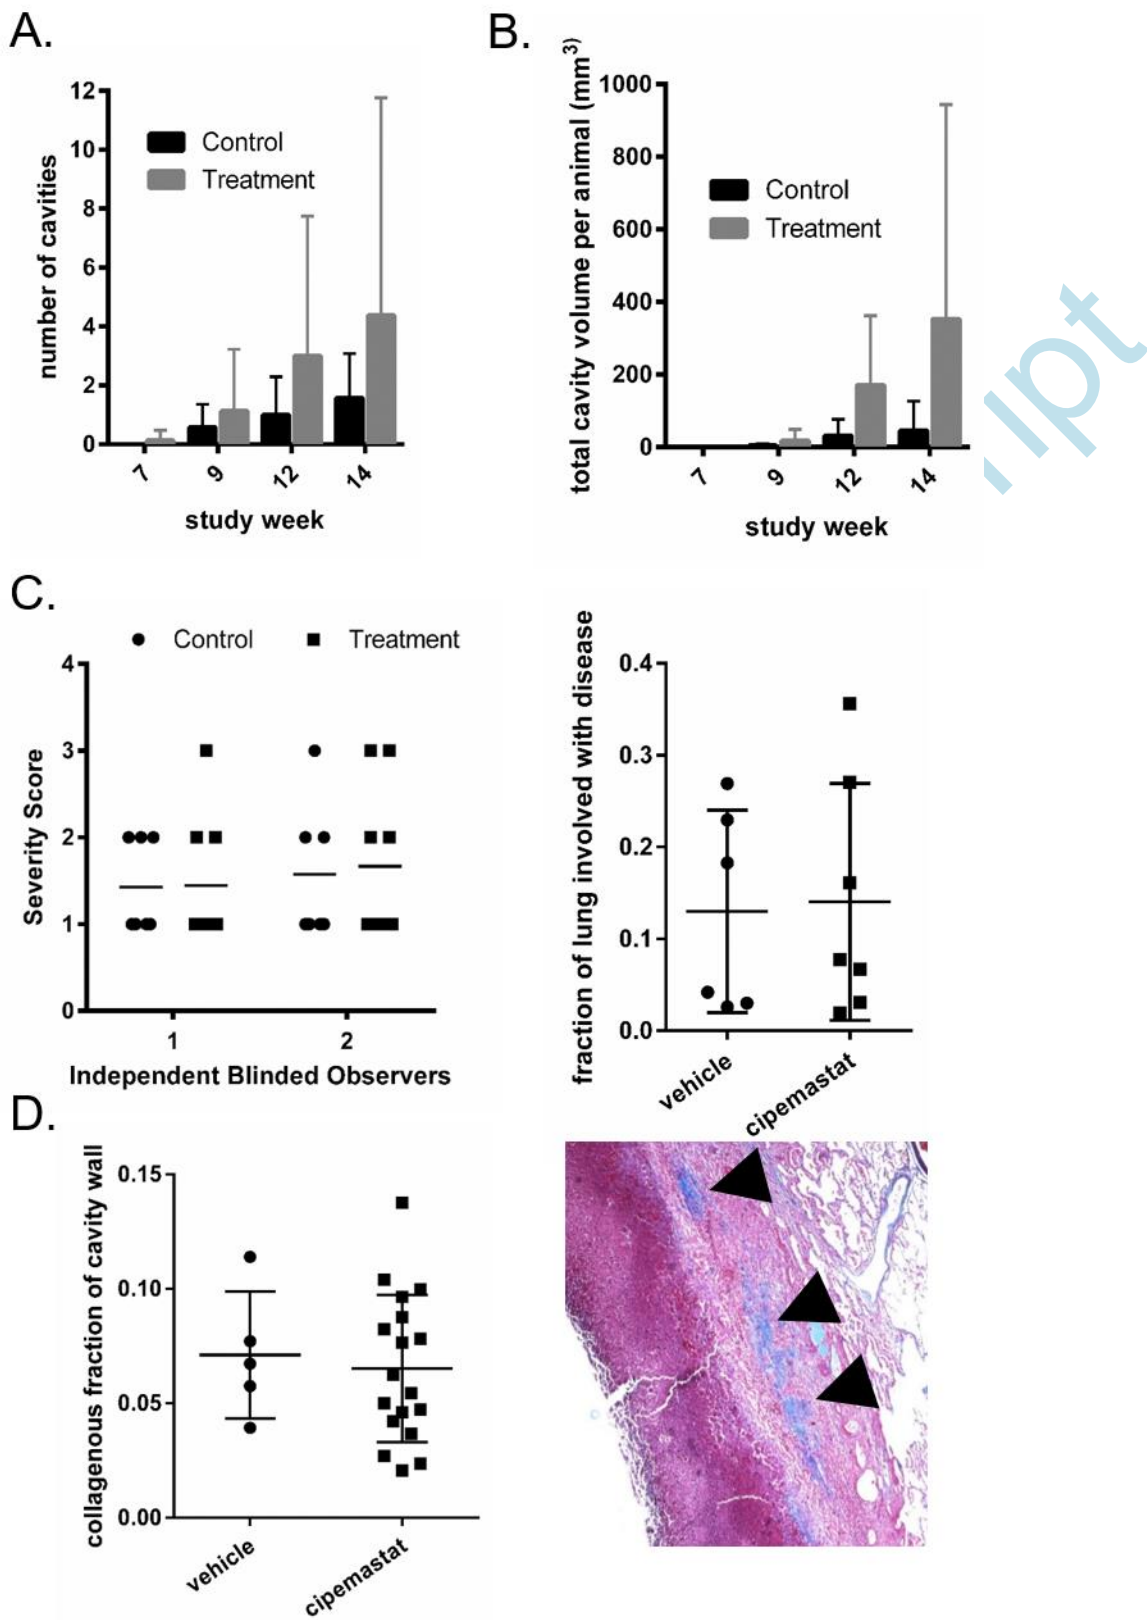 A.
number of cavities
12
10
8
6
4
2
0
Control
Treatment
7
9
12
14
study week
B.
total cavity volume per animal (mm³)
1000
800
600
400
200
0
Control
Treatment
7
9
12
14
study week
C.
Control
Treatment
Severity Score
4
3
2
1
0
1
2
Independent Blinded Observers
fraction of lung involved with disease
0.4
0.3
0.2
0.1
0.0
vehicle
cipemastat
D.
collagenous fraction of cavity wall
0.15
0.10
0.05
0.00
vehicle
cipemastat